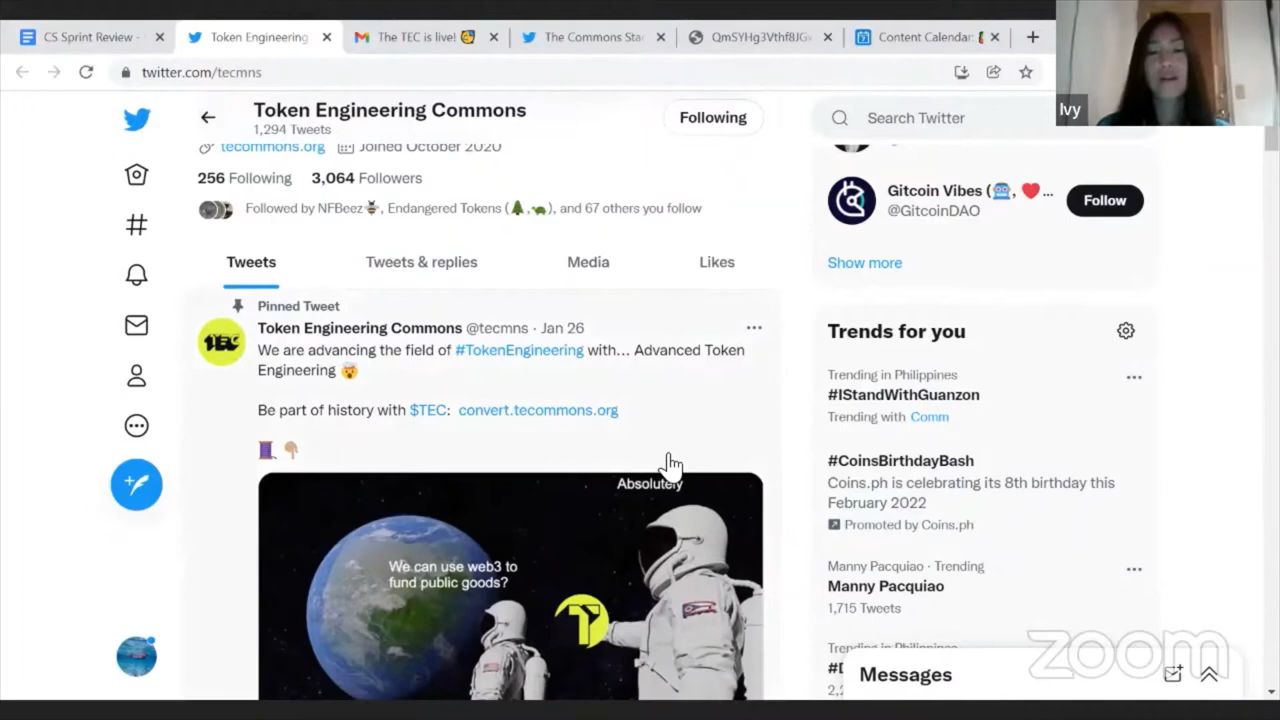 CS Sprint Review -
Token Engineering
The TEC is live!
The Commons Sta
QmSYHg3Vthf8JG
Content Calendar:
twitter.com/tecmns
Ivy
Token Engineering Commons
1,294 Tweets
Following
Search Twitter
tecommons.org Joined October 2020
256 Following 3,064 Followers
Followed by NFBeez🐝, Endangered Tokens (🌲,🐢), and 67 others you follow
Tweets Tweets & replies Media Likes
Pinned Tweet
Token Engineering Commons @tecmns · Jan 26
We are advancing the field of #TokenEngineering with... Advanced Token
Engineering 🤯
Be part of history with $TEC: convert.tecommons.org
🧵 👇🏽
TEC
Absolutely
We can use web3 to
fund public goods?
Gitcoin Vibes (🤖, ❤️ ...
@GitcoinDAO
Follow
Show more
Trends for you
Trending in Philippines
#IStandWithGuanzon
Trending with Comm
#CoinsBirthdayBash
Coins.ph is celebrating its 8th birthday this
February 2022
Promoted by Coins.ph
Manny Pacquiao · Trending
Manny Pacquiao
1,715 Tweets
Trending in Philippines
Messages
zoom